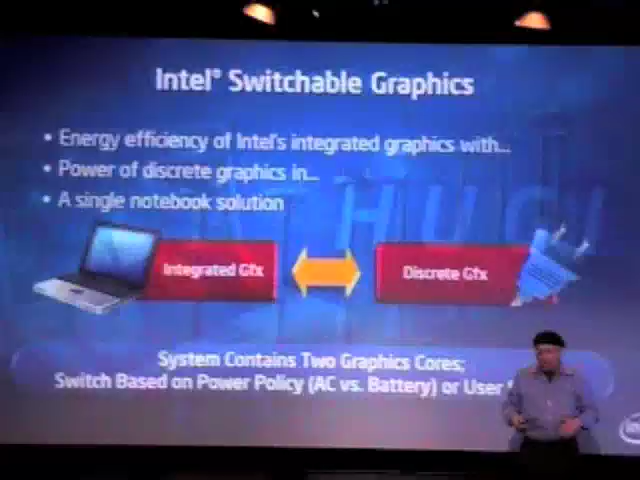 Intel® Switchable Graphics
• Energy efficiency of Intel's integrated graphics with...
• Power of discrete graphics in...
• A single notebook solution
Integrated Gfx
Discrete Gfx
System Contains Two Graphics Cores;
Switch Based on Power Policy (AC vs. Battery) or User